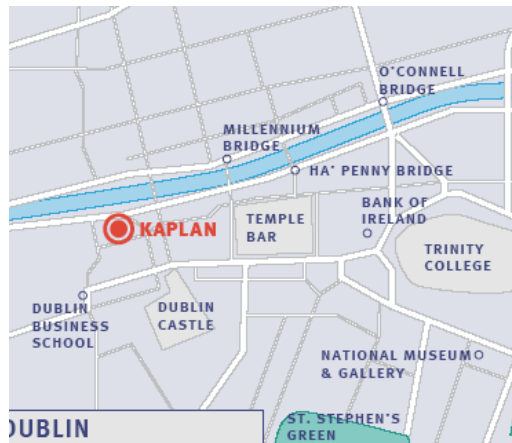 O'CONNELL
BRIDGE
MILLENNIUM
BRIDGE
HA' PENNY BRIDGE
BANK OF
IRELAND
TEMPLE
BAR
KAPLAN
TRINITY
COLLEGE
DUBLIN
BUSINESS
SCHOOL
DUBLIN
CASTLE
NATIONAL MUSEUM
& GALLERY
ST. STEPHEN'S
GREEN
DUBLIN